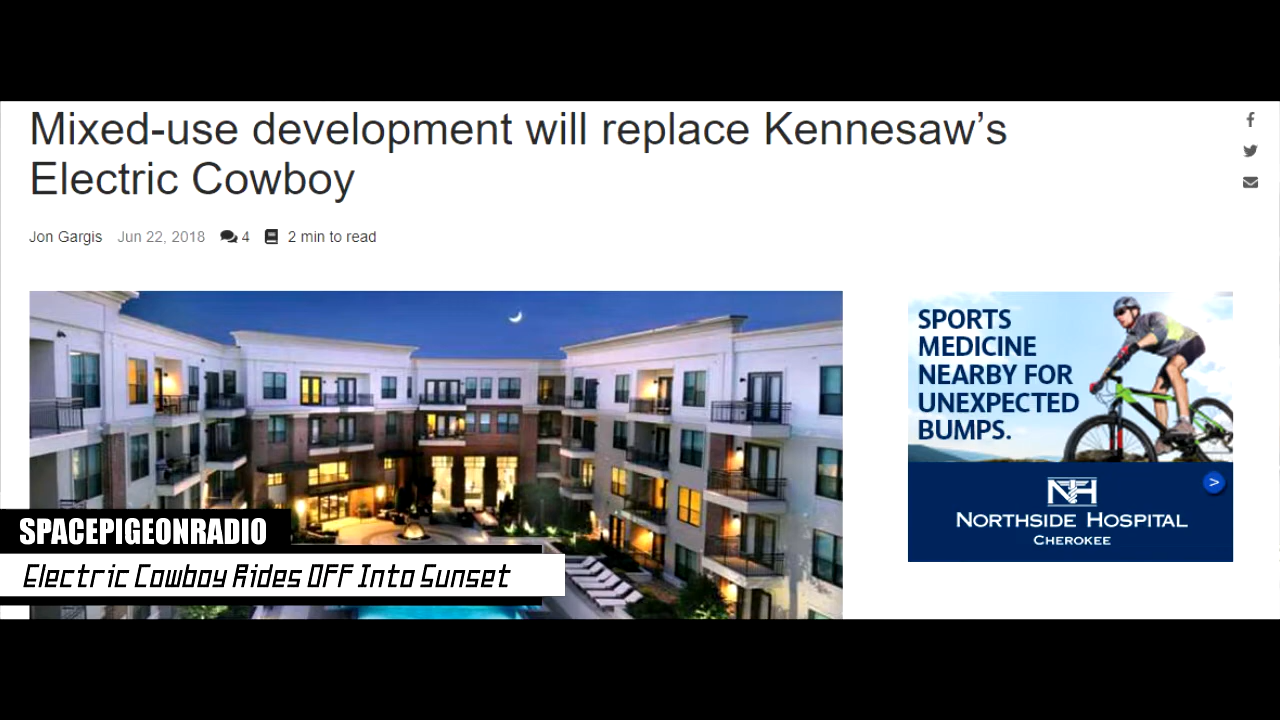 Mixed-use development will replace Kennesaw’s
Electric Cowboy
Jon Gargis Jun 22, 2018 4 2 min to read
SPORTS
MEDICINE
NEARBY FOR
UNEXPECTED
BUMPS.
NH
NORTHSIDE HOSPITAL
CHEROKEE
SPACEPIGEONRADIO
Electric Cowboy Rides OFF Into Sunset